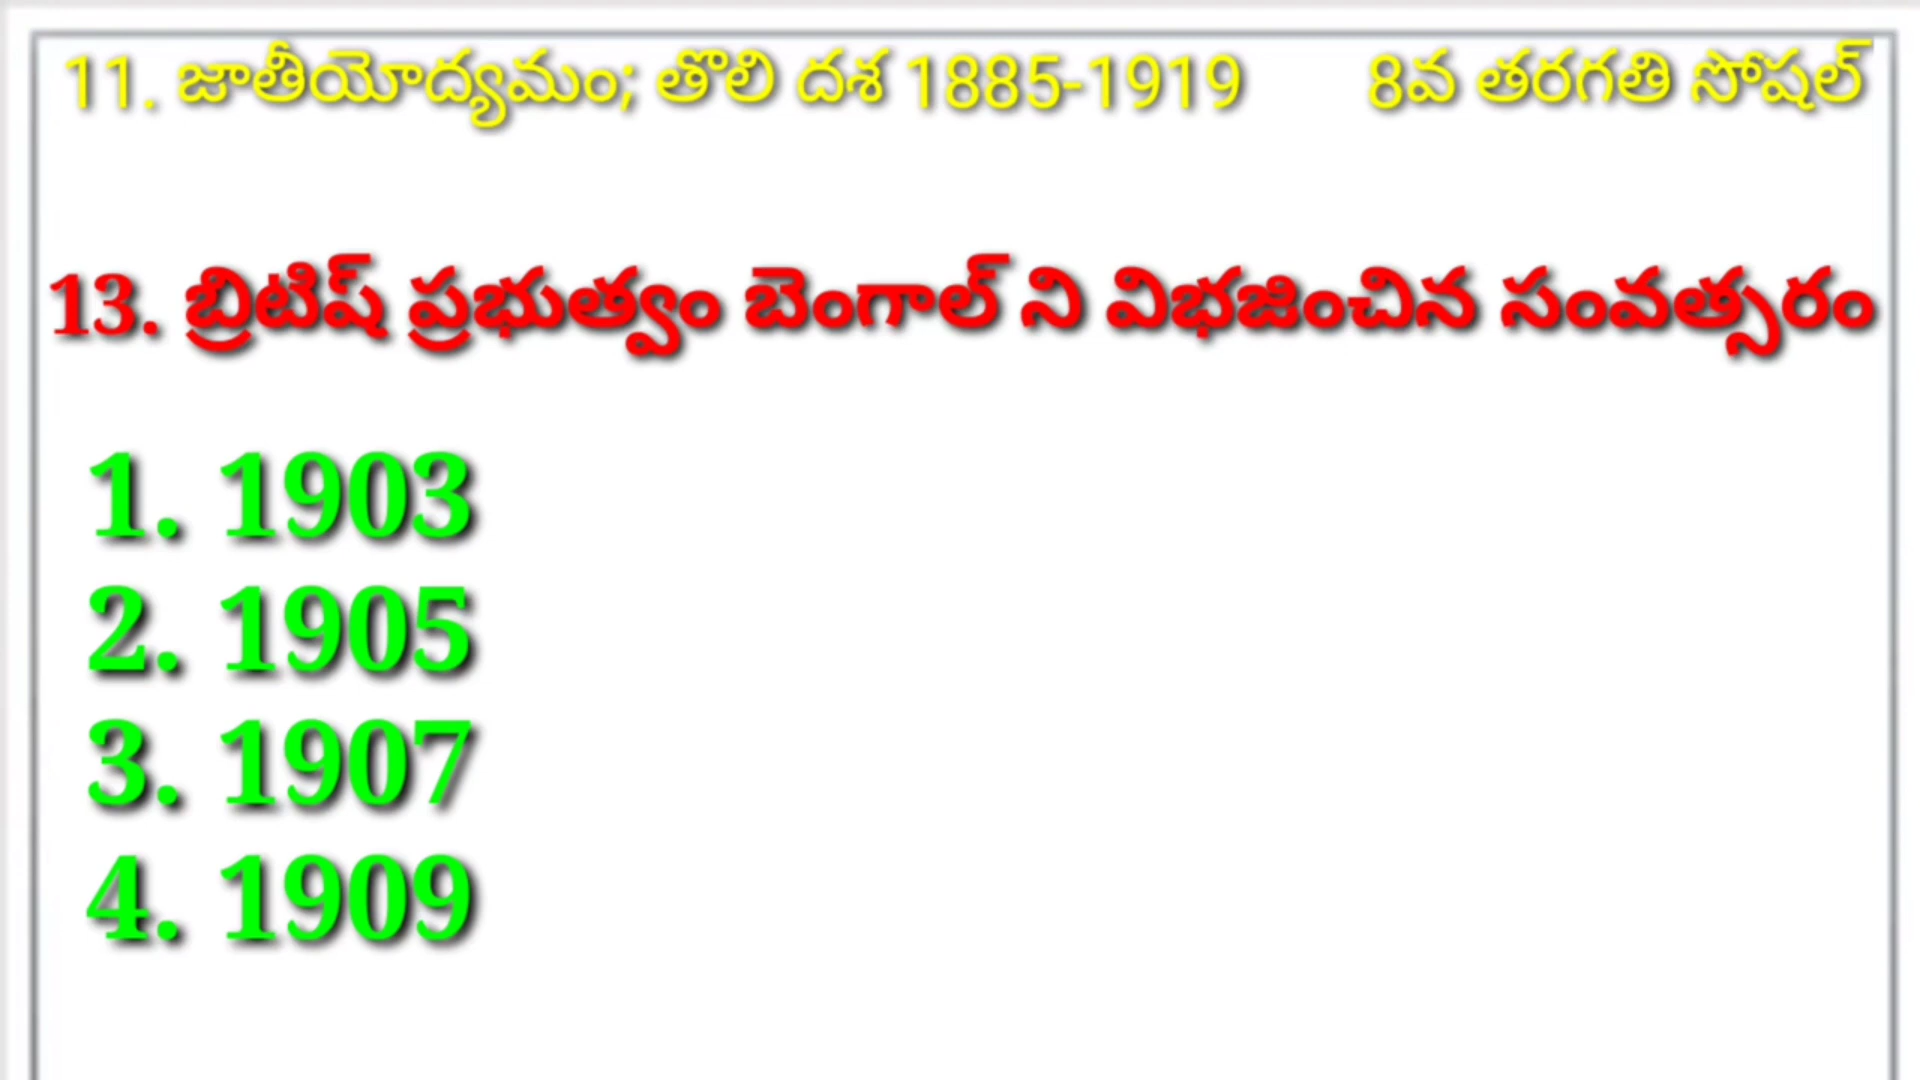 11. జాతీయోద్యమం; తొలి దశ 1885-1919 8వ తరగతి సోషల్
13. బ్రిటిష్ ప్రభుత్వం బెంగాల్ ని విభజించిన సంవత్సరం
1. 1903
2. 1905
3. 1907
4. 1909